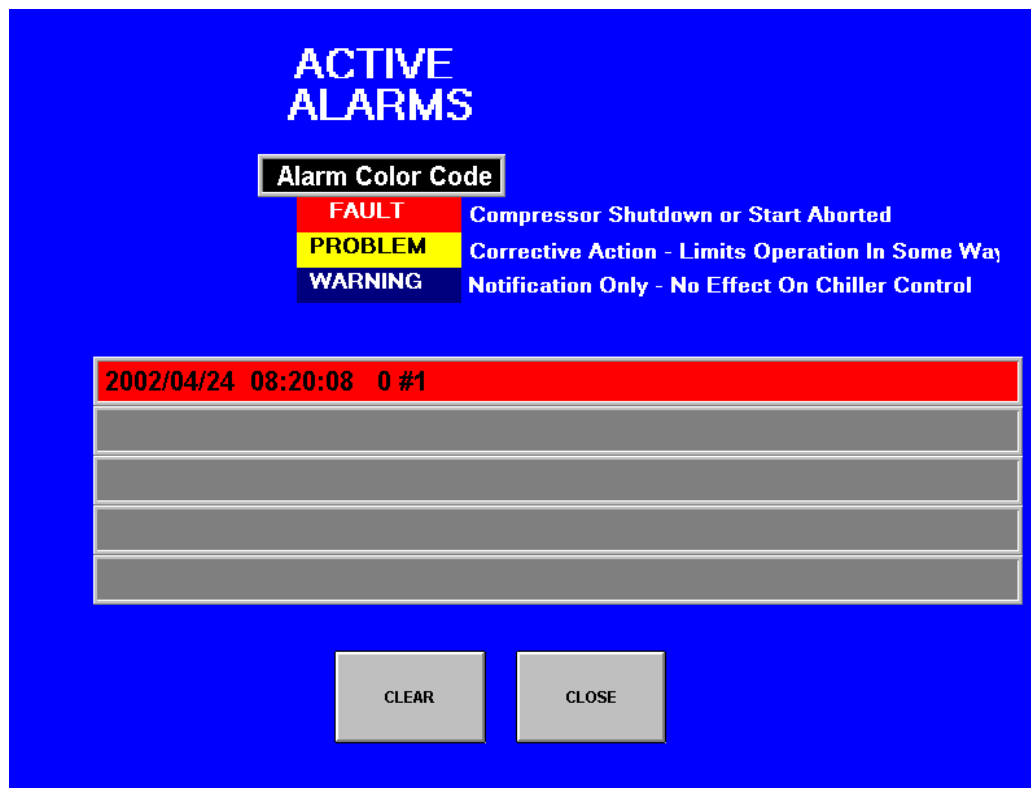 ACTIVE
ALARMS
Alarm Color Code
FAULT Compressor Shutdown or Start Aborted
PROBLEM Corrective Action - Limits Operation In Some Way
WARNING Notification Only - No Effect On Chiller Control
2002/04/24 08:20:08 0 #1
CLEAR CLOSE